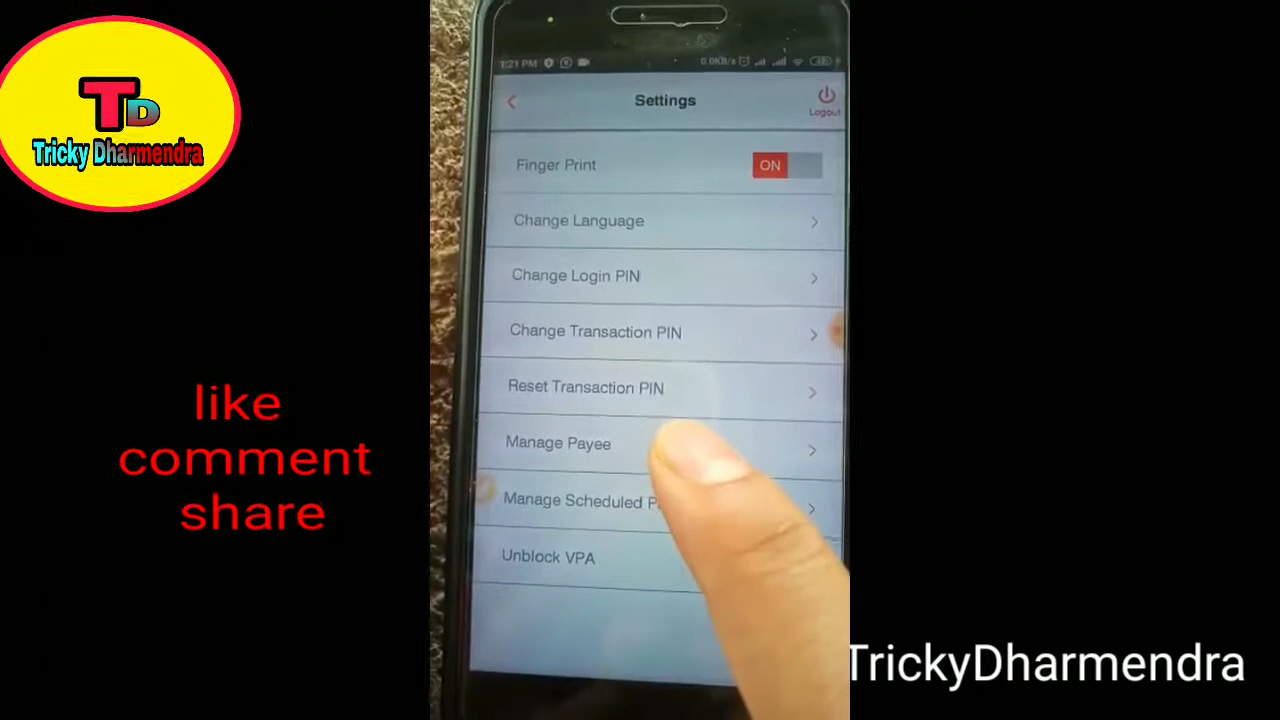 TD
Tricky Dharmendra
like
comment
share
1:21 PM
0.0KB/s
Settings
Logout
Finger Print
ON
Change Language
Change Login PIN
Change Transaction PIN
Reset Transaction PIN
Manage Payee
Manage Scheduled
Unblock VPA
TrickyDharmendra